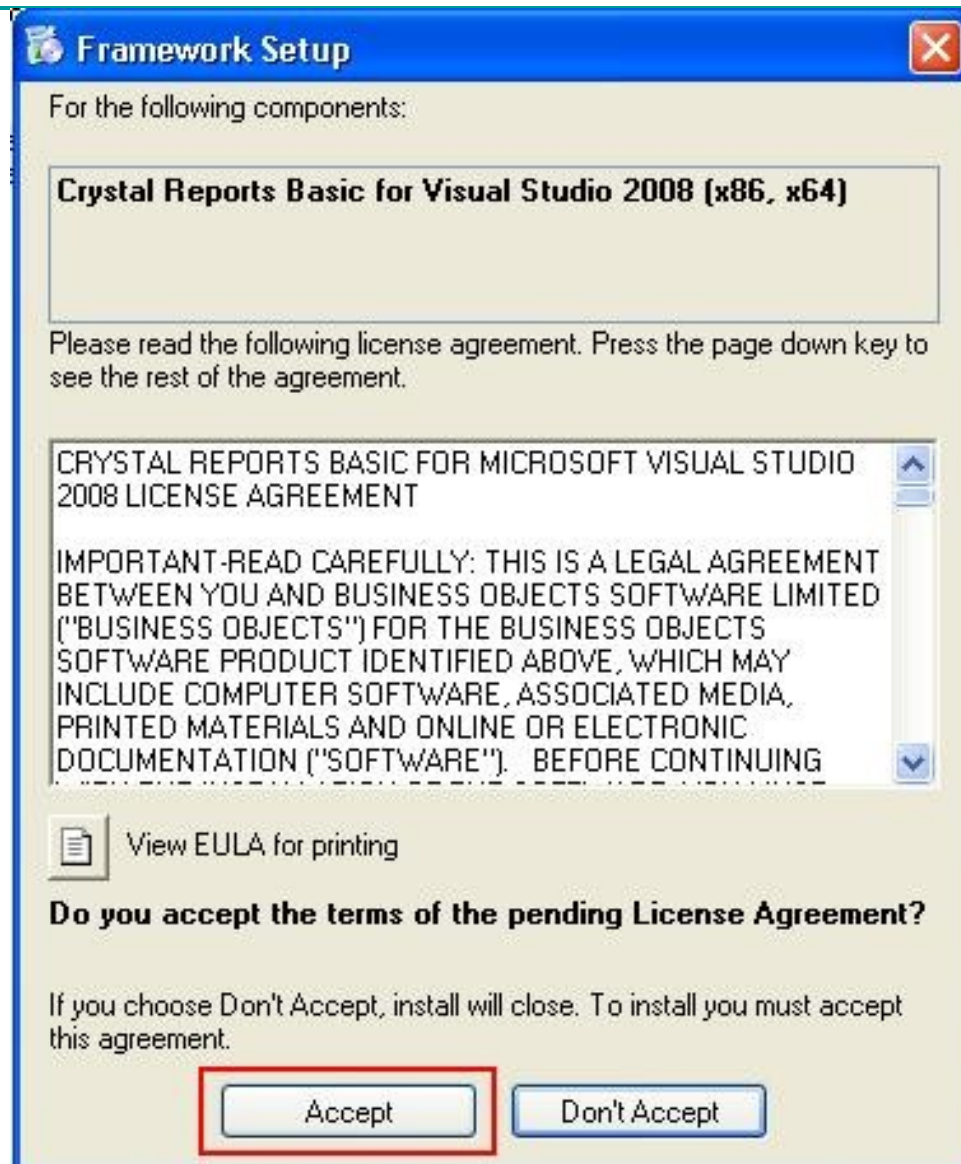 Framework Setup
For the following components:
Crystal Reports Basic for Visual Studio 2008 (x86, x64)
Please read the following license agreement. Press the page down key to
see the rest of the agreement.
CRYSTAL REPORTS BASIC FOR MICROSOFT VISUAL STUDIO
2008 LICENSE AGREEMENT
IMPORTANT-READ CAREFULLY: THIS IS A LEGAL AGREEMENT
BETWEEN YOU AND BUSINESS OBJECTS SOFTWARE LIMITED
("BUSINESS OBJECTS") FOR THE BUSINESS OBJECTS
SOFTWARE PRODUCT IDENTIFIED ABOVE, WHICH MAY
INCLUDE COMPUTER SOFTWARE, ASSOCIATED MEDIA,
PRINTED MATERIALS AND ONLINE OR ELECTRONIC
DOCUMENTATION ("SOFTWARE").   BEFORE CONTINUING
View EULA for printing
Do you accept the terms of the pending License Agreement?
If you choose Don't Accept, install will close. To install you must accept
this agreement.
Accept
Don't Accept